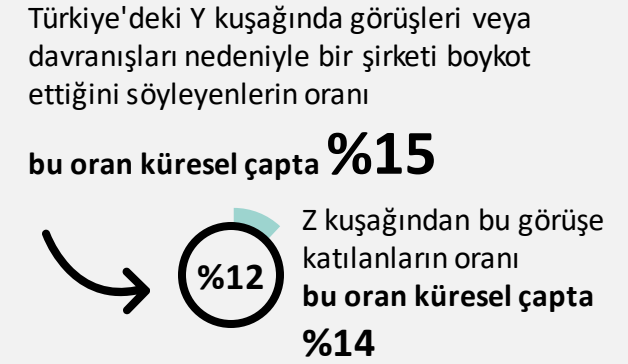 Türkiye'deki Y kuşağında görüşleri veya
davranışları nedeniyle bir şirketi boykot
ettiğini söyleyenlerin oranı
bu oran küresel çapta %15
%12
Z kuşağından bu görüşe
katılanların oranı
bu oran küresel çapta
%14